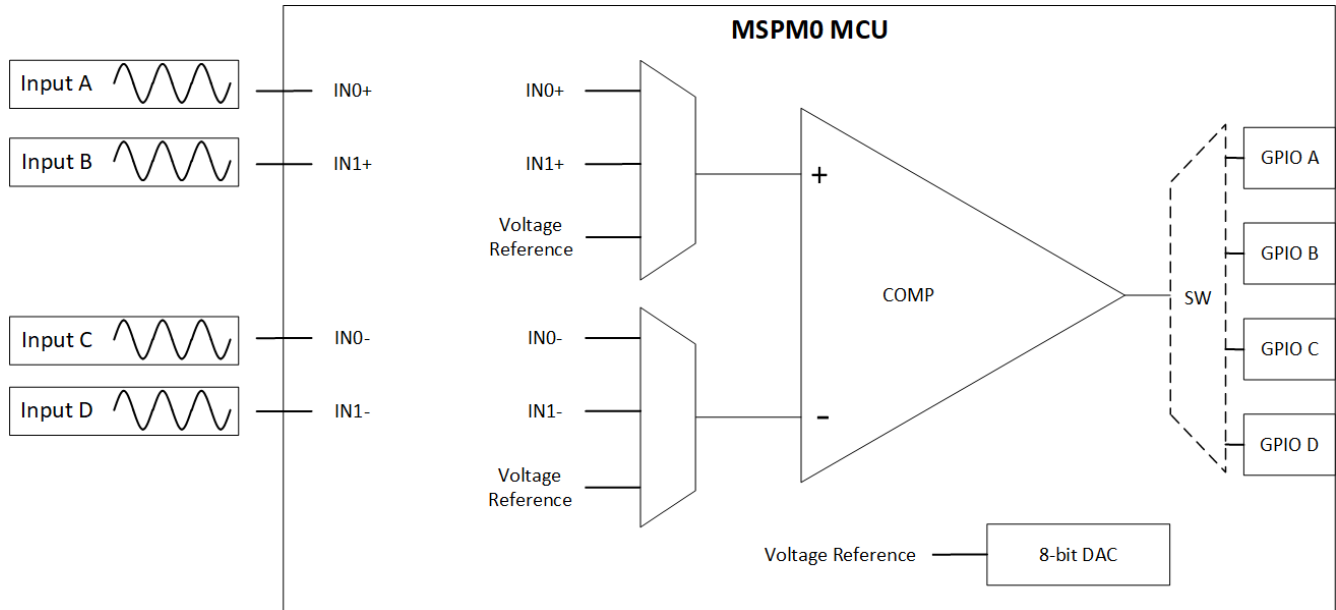 MSPM0 MCU
Input A
IN0+
IN0+
Input B
IN1+
IN1+
Voltage
Reference
+
COMP
Input C
IN0-
IN0-
Input D
IN1-
IN1-
-
Voltage
Reference
SW
GPIO A
GPIO B
GPIO C
GPIO D
Voltage Reference
8-bit DAC